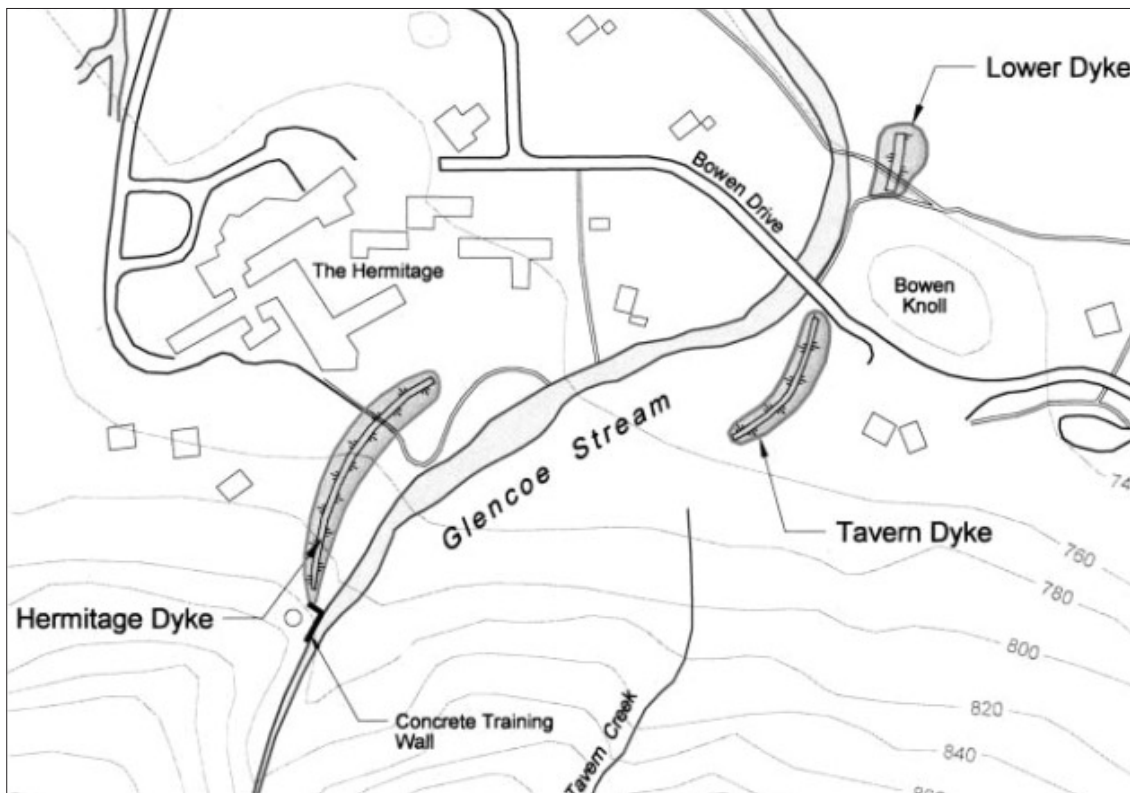 Lower Dyke
Bowen Drive
The Hermitage
Bowen
Knoll
Glencoe Stream
Tavern Dyke
Hermitage Dyke
Concrete Training
Wall
Tavern Creek
760
780
800
820
840